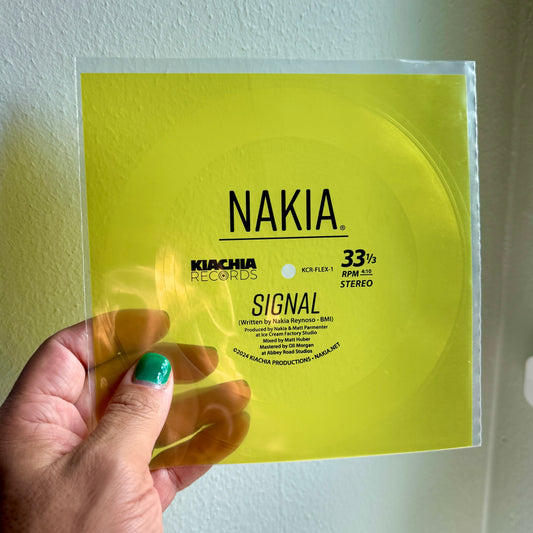 NAKIA®
KIACHIA
RECORDS
KCR-FLEX-1
33 1/3
RPM 4:10
STEREO
SIGNAL
(Written by Nakia Reynoso - BMI)
Produced by Nakia & Matt Parmenter
at Ice Cream Factory Studio
Mixed by Matt Huber
Mastered by Oli Morgan
at Abbey Road Studios
©2024 KIACHIA PRODUCTIONS • NAKIA.NET